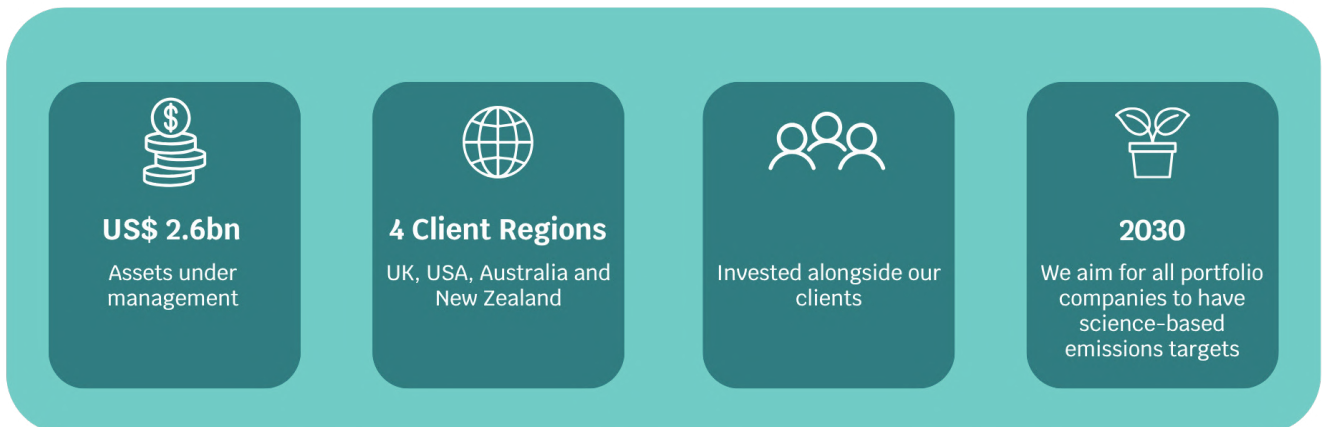 $
US$ 2.6bn
Assets under
management
4 Client Regions
UK, USA, Australia and
New Zealand
Invested alongside our
clients
2030
We aim for all portfolio
companies to have
science-based
emissions targets